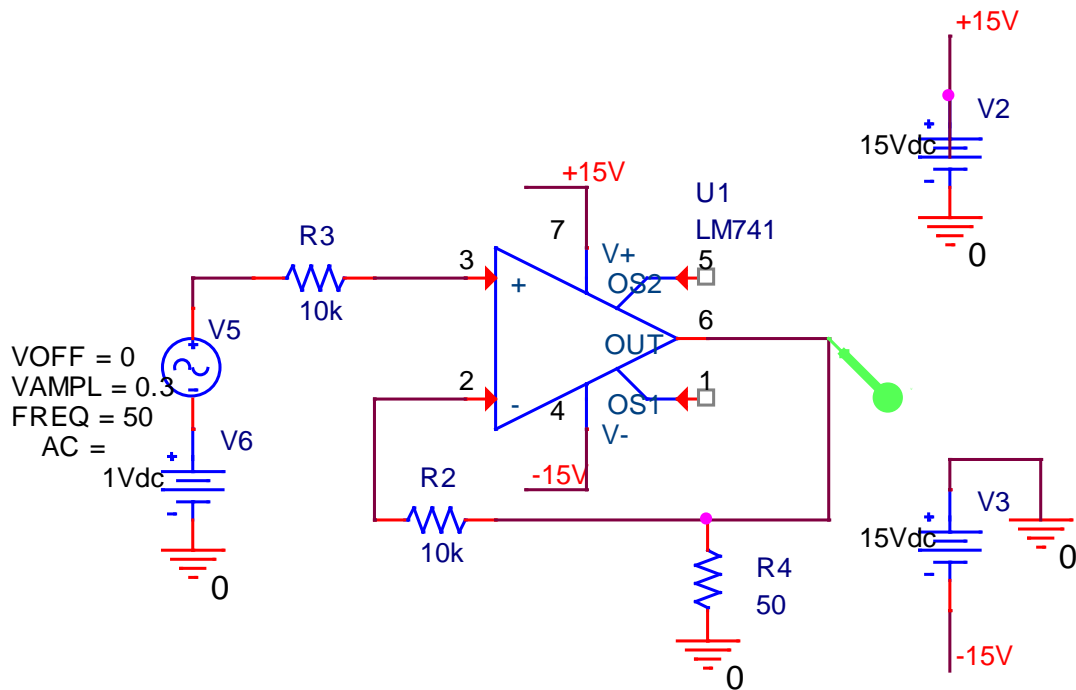 +15V
V2
+
15Vdc
-
0
+15V
U1
LM741
7
R3
3
V+
5
+
OS2
10k
6
V5
OUT
VOFF = 0
+
VAMPL = 0.3
-
2
1
FREQ = 50
-
4
OS1
AC =
V6
V-
+
1Vdc
-
-15V
R2
V3
+
15Vdc
-
10k
0
R4
50
0
0
-15V